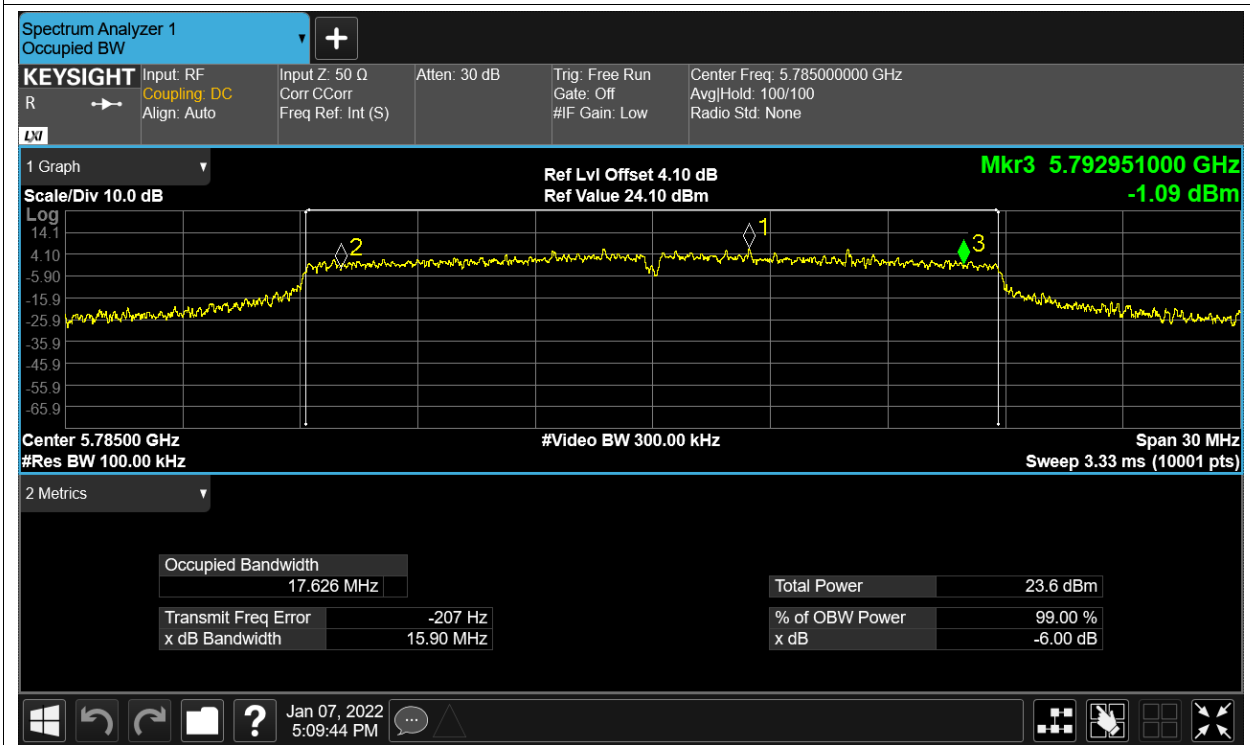 Spectrum Analyzer 1
Occupied BW
KEYSIGHT
R
LXI
Input: RF
Coupling: DC
Align: Auto
Input Z: 50 Ω
Corr CCorr
Freq Ref: Int (S)
Atten: 30 dB
Trig: Free Run
Gate: Off
#IF Gain: Low
Center Freq: 5.785000000 GHz
Avg|Hold: 100/100
Radio Std: None
1 Graph
Scale/Div 10.0 dB
Ref Lvl Offset 4.10 dB
Ref Value 24.10 dBm
Mkr3 5.792951000 GHz
-1.09 dBm
Log
14.1
4.10
-5.90
-15.9
-25.9
-35.9
-45.9
-55.9
-65.9
2
1
3
Center 5.78500 GHz
#Res BW 100.00 kHz
#Video BW 300.00 kHz
Span 30 MHz
Sweep 3.33 ms (10001 pts)
2 Metrics
Occupied Bandwidth
17.626 MHz
Transmit Freq Error -207 Hz
x dB Bandwidth 15.90 MHz
Total Power 23.6 dBm
% of OBW Power 99.00 %
x dB -6.00 dB
?
Jan 07, 2022
5:09:44 PM